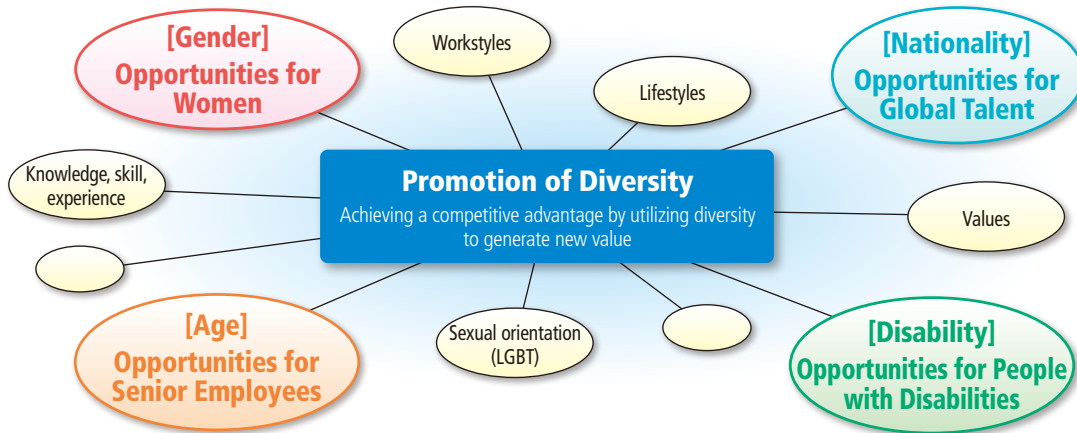 [Gender]
Opportunities for
Women
Workstyles
Lifestyles
[Nationality]
Opportunities for
Global Talent
Knowledge, skill,
experience
Promotion of Diversity
Achieving a competitive advantage by utilizing diversity
to generate new value
Values
[Age]
Opportunities for
Senior Employees
Sexual orientation
(LGBT)
[Disability]
Opportunities for People
with Disabilities